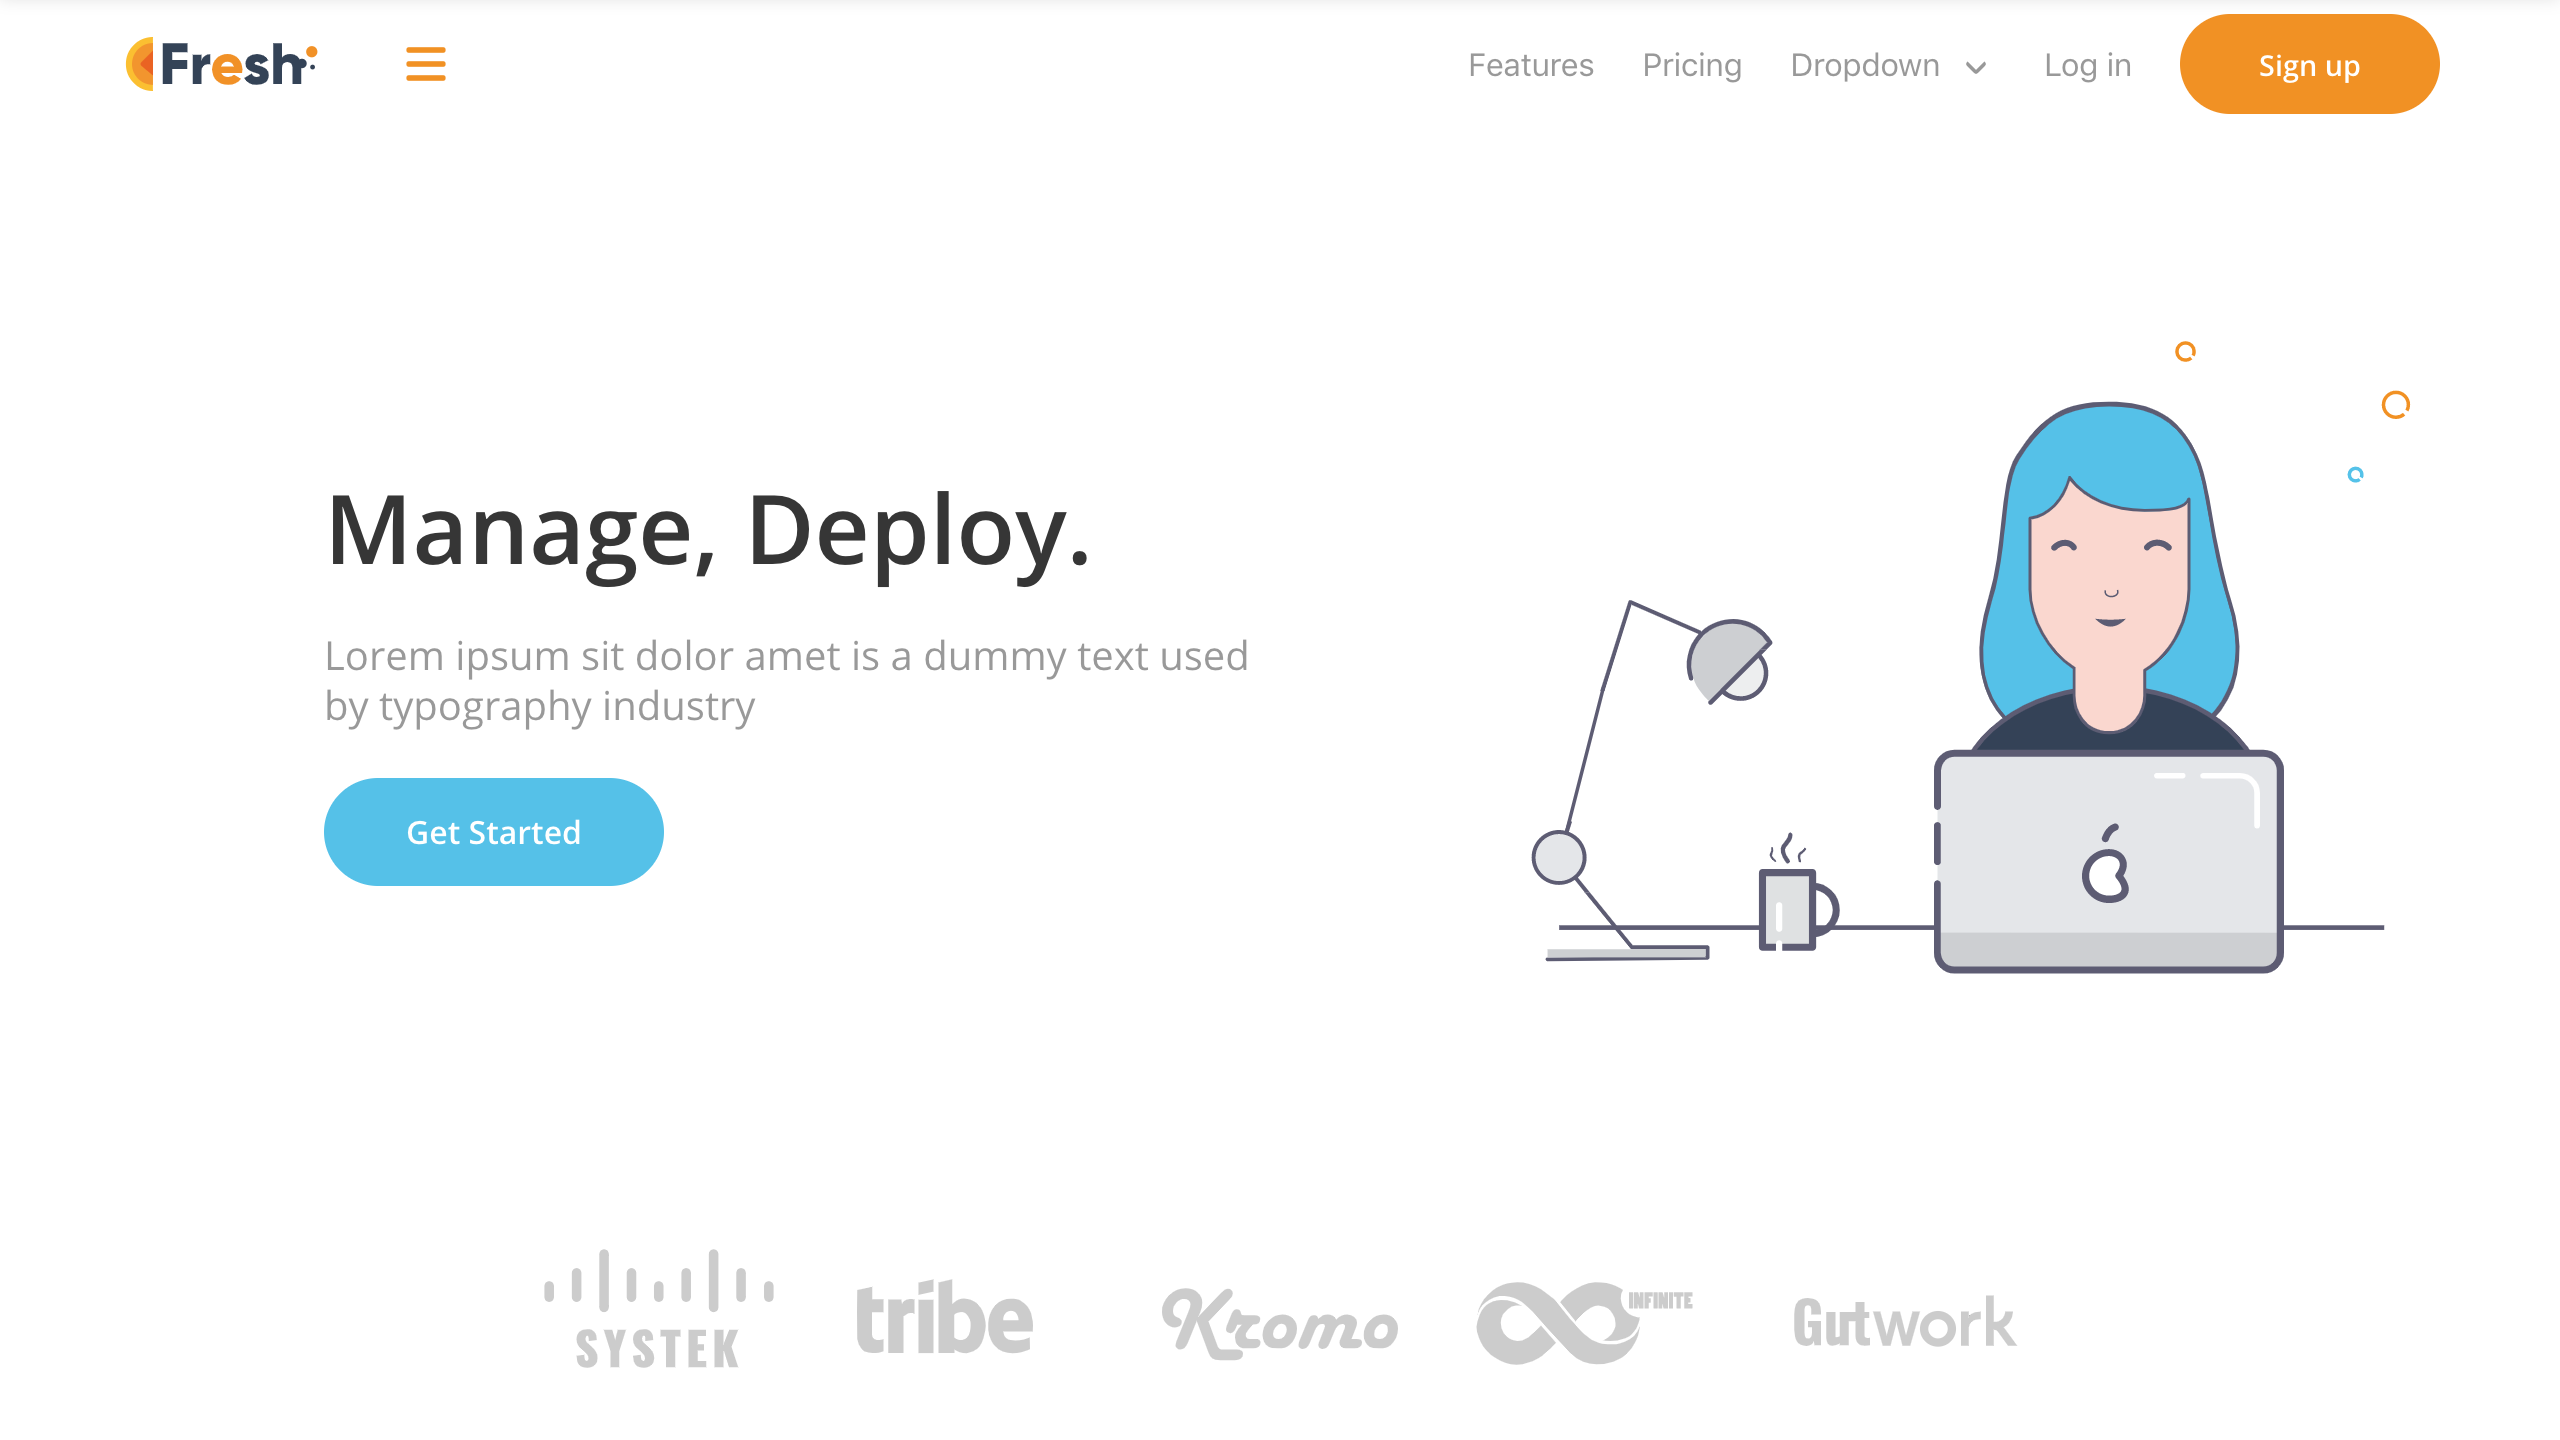 Fresh
Features Pricing Dropdown Log in Sign up
Manage, Deploy.
Lorem ipsum sit dolor amet is a dummy text used
by typography industry
Get Started
SYSTEK
tribe
Kromo
INFINITE
Gutwork